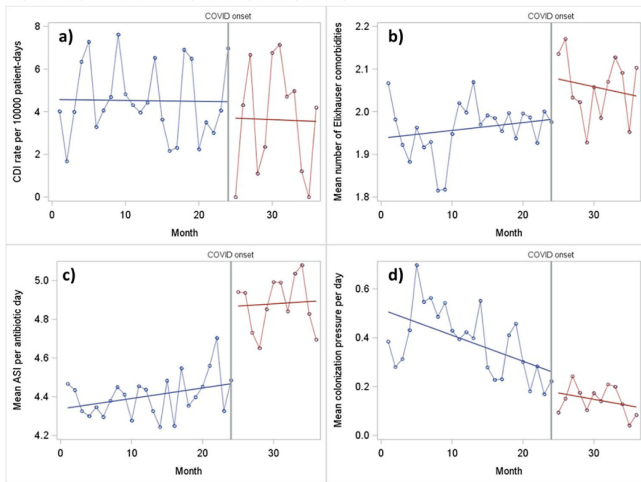 COVID onset
a)
CDI rate per 10000 patient-days
8
6
4
2
0
0 10 20 30
Month
COVID onset
b)
Mean number of Elixhauser comorbidities
2.2
2.1
2.0
1.9
1.8
0 10 20 30
Month
COVID onset
c)
Mean ASI per antibiotic day
5.0
4.8
4.6
4.4
4.2
0 10 20 30
Month
COVID onset
d)
Mean colonization pressure per day
0.6
0.4
0.2
0.0
0 10 20 30
Month